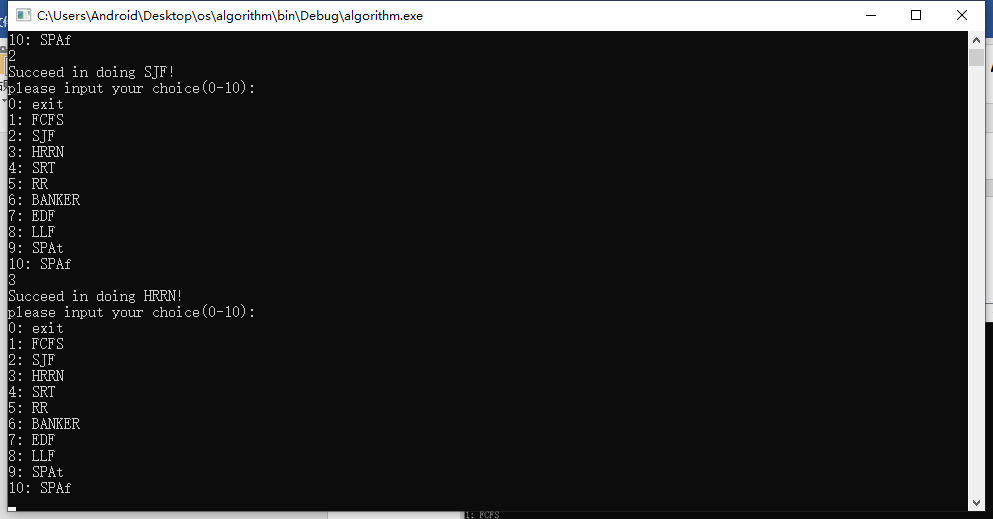 C:\Users\Android\Desktop\os\algorithm\bin\Debug\algorithm.exe
10: SPAf
2
Succeed in doing SJF!
please input your choice(0-10):
0: exit
1: FCFS
2: SJF
3: HRRN
4: SRT
5: RR
6: BANKER
7: EDF
8: LLF
9: SPAt
10: SPAf
3
Succeed in doing HRRN!
please input your choice(0-10):
0: exit
1: FCFS
2: SJF
3: HRRN
4: SRT
5: RR
6: BANKER
7: EDF
8: LLF
9: SPAt
10: SPAf
1: FCFS